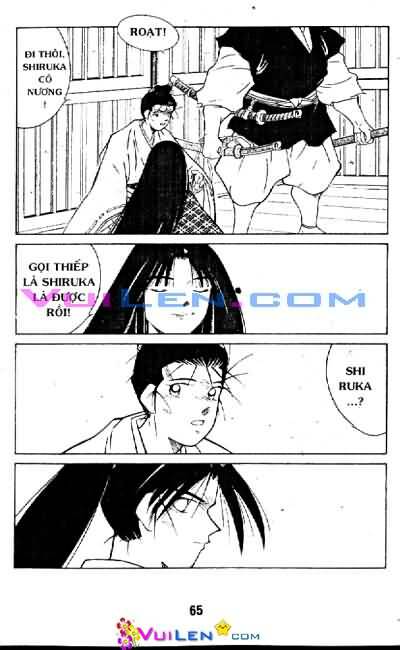 ĐI THÔI,
SHIRUKA
CÔ
NƯƠNG
!
ROẠT!
GỌI THIẾP
LÀ SHIRUKA
LÀ ĐƯỢC
RỒI!
VUILEN.COM
SHI
RUKA
...?
65
VUILEN.COM